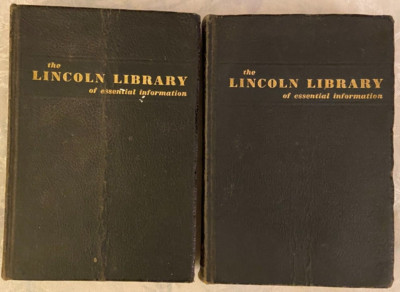 the
LINCOLN LIBRARY
of essential information
the
LINCOLN LIBRARY
of essential information